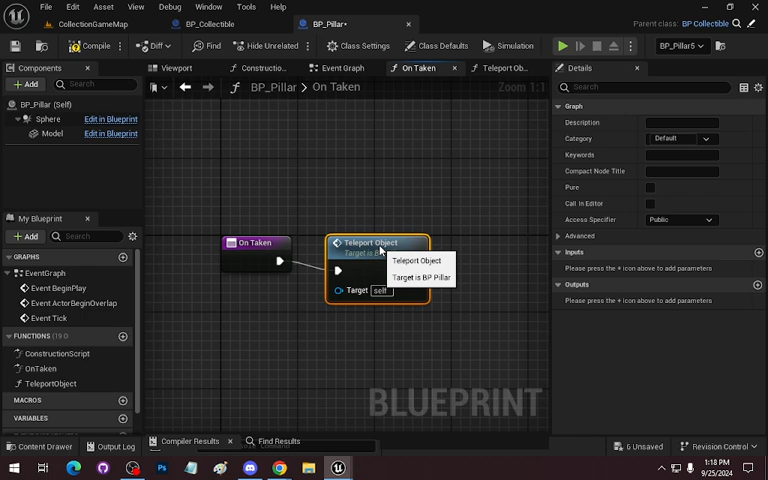 File Edit Asset View Debug Window Tools Help
CollectionGameMap BP_Collectible BP_Pillar• Parent class: BP Collectible
Compile Diff Find Hide Unrelated Class Settings Class Defaults Simulation BP_Pillar5
Components Viewport Constructio... Event Graph On Taken Teleport Ob... Details
Add Search BP_Pillar > On Taken Zoom 1:1 Search
BP_Pillar (Self)
Sphere Edit in Blueprint
Model Edit in Blueprint
Graph
Description
Category Default
Keywords
Compact Node Title
Pure
Call In Editor
Access Specifier Public
Advanced
Inputs
Please press the + icon above to add parameters
Outputs
Please press the + icon above to add parameters
My Blueprint
Add Search
GRAPHS
EventGraph
Event BeginPlay
Event ActorBeginOverlap
Event Tick
FUNCTIONS
ConstructionScript
OnTaken
TeleportObject
MACROS
VARIABLES
On Taken
Teleport Object
Target is
Target self
Teleport Object
Target is BP Pillar
BLUEPRINT
Content Drawer Output Log Compiler Results Find Results 6 Unsaved Revision Control
1:18 PM
9/25/2024